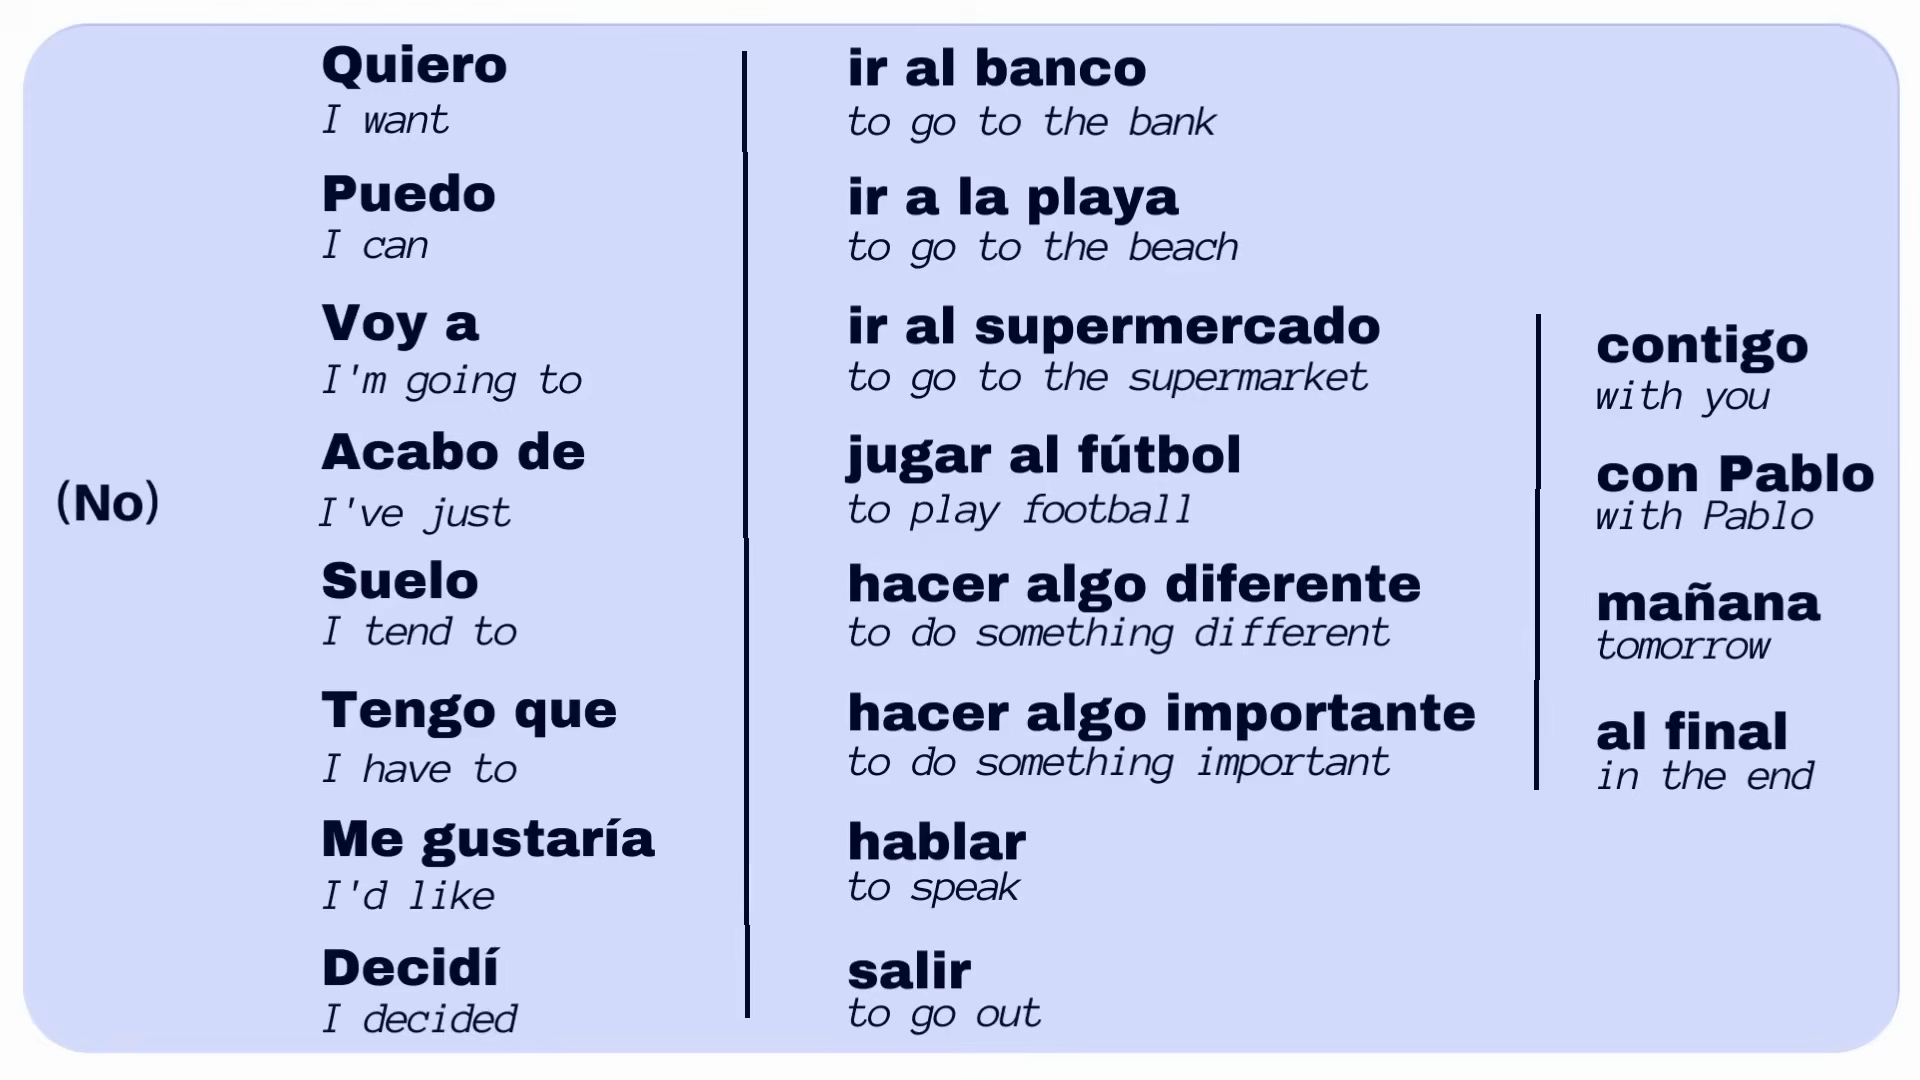 (No)
Quiero
I want
Puedo
I can
Voy a
I'm going to
Acabo de
I've just
Suelo
I tend to
Tengo que
I have to
Me gustaría
I'd like
Decidí
I decided
ir al banco
to go to the bank
ir a la playa
to go to the beach
ir al supermercado
to go to the supermarket
jugar al fútbol
to play football
hacer algo diferente
to do something different
hacer algo importante
to do something important
hablar
to speak
salir
to go out
contigo
with you
con Pablo
with Pablo
mañana
tomorrow
al final
in the end